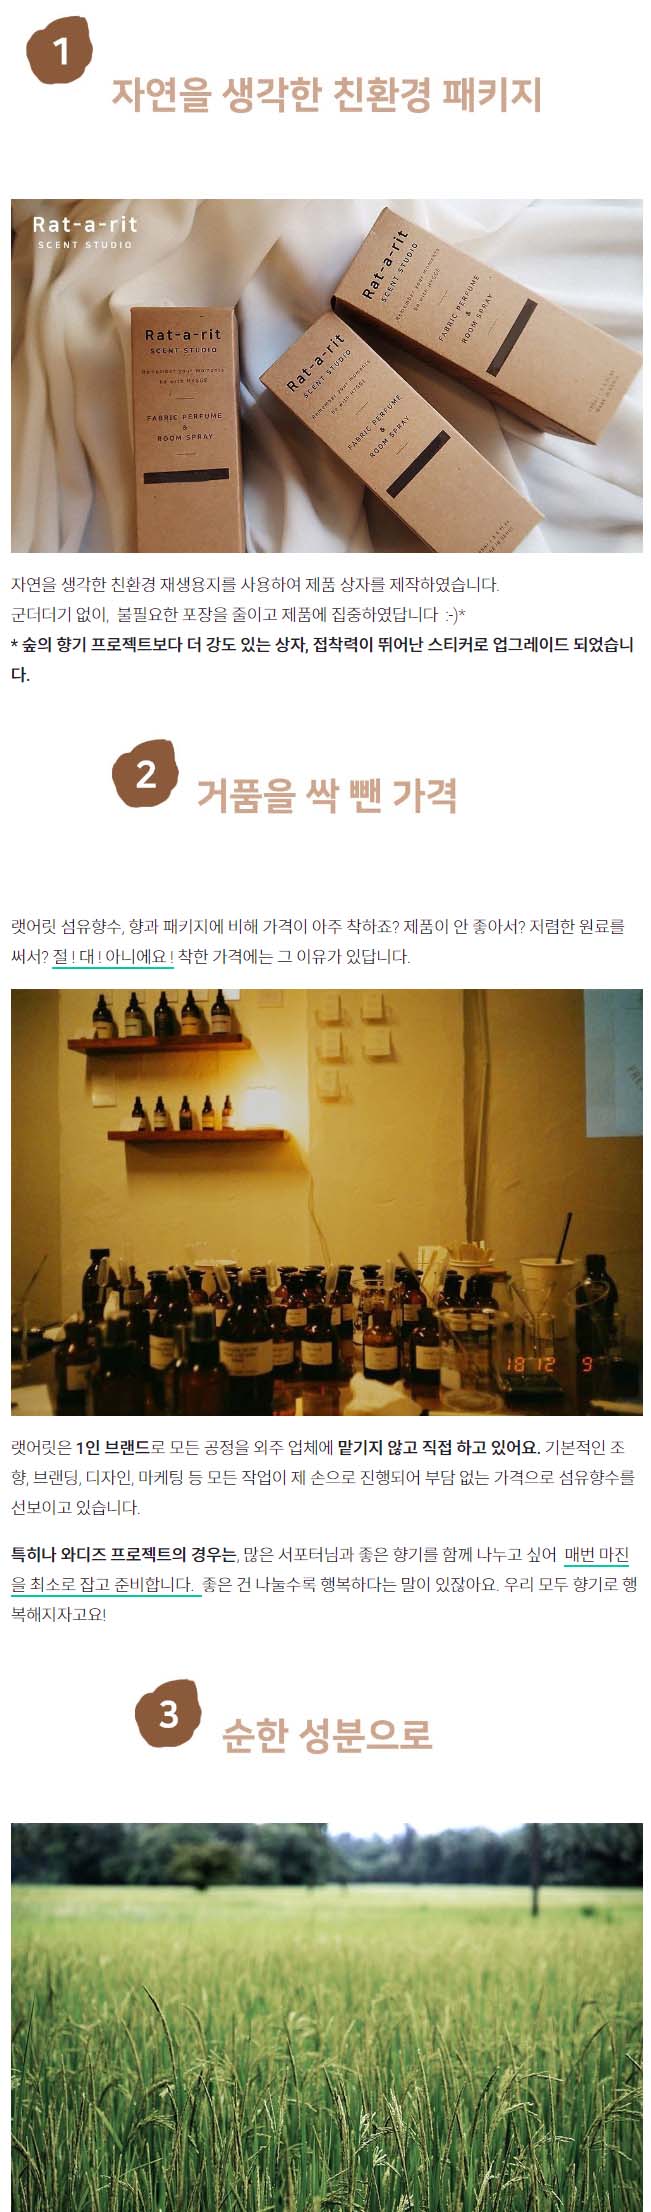 1
자연을 생각한 친환경 패키지
Rat-a-rit
SCENT STUDIO
Rat-a-rit
SCENT STUDIO
Remember your moments
be with HYGGE
FABRIC PERFUME
&
ROOM SPRAY
Rat-a-rit
SCENT STUDIO
Remember your moments
be with HYGGE
FABRIC PERFUME
&
ROOM SPRAY
Rat-a-rit
SCENT STUDIO
Remember your moments
be with HYGGE
FABRIC PERFUME
&
ROOM SPRAY
자연을 생각한 친환경 재생용지를 사용하여 제품 상자를 제작하였습니다.
군더더기 없이, 불필요한 포장을 줄이고 제품에 집중하였답니다 :-)*
* 숲의 향기 프로젝트보다 더 강도 있는 상자, 접착력이 뛰어난 스티커로 업그레이드 되었습니
다.
2
거품을 싹 뺀 가격
랫어릿 섬유향수, 향과 패키지에 비해 가격이 아주 착하죠? 제품이 안 좋아서? 저렴한 원료를
써서? 절 ! 대 ! 아니에요 ! 착한 가격에는 그 이유가 있답니다.
18 12 9
랫어릿은 1인 브랜드로 모든 공정을 외주 업체에 맡기지 않고 직접 하고 있어요. 기본적인 조
향, 브랜딩, 디자인, 마케팅 등 모든 작업이 제 손으로 진행되어 부담 없는 가격으로 섬유향수를
선보이고 있습니다.
특히나 와디즈 프로젝트의 경우는, 많은 서포터님과 좋은 향기를 함께 나누고 싶어 매번 마진
을 최소로 잡고 준비합니다. 좋은 건 나눌수록 행복하다는 말이 있잖아요. 우리 모두 향기로 행
복해지자고요!
3
순한 성분으로